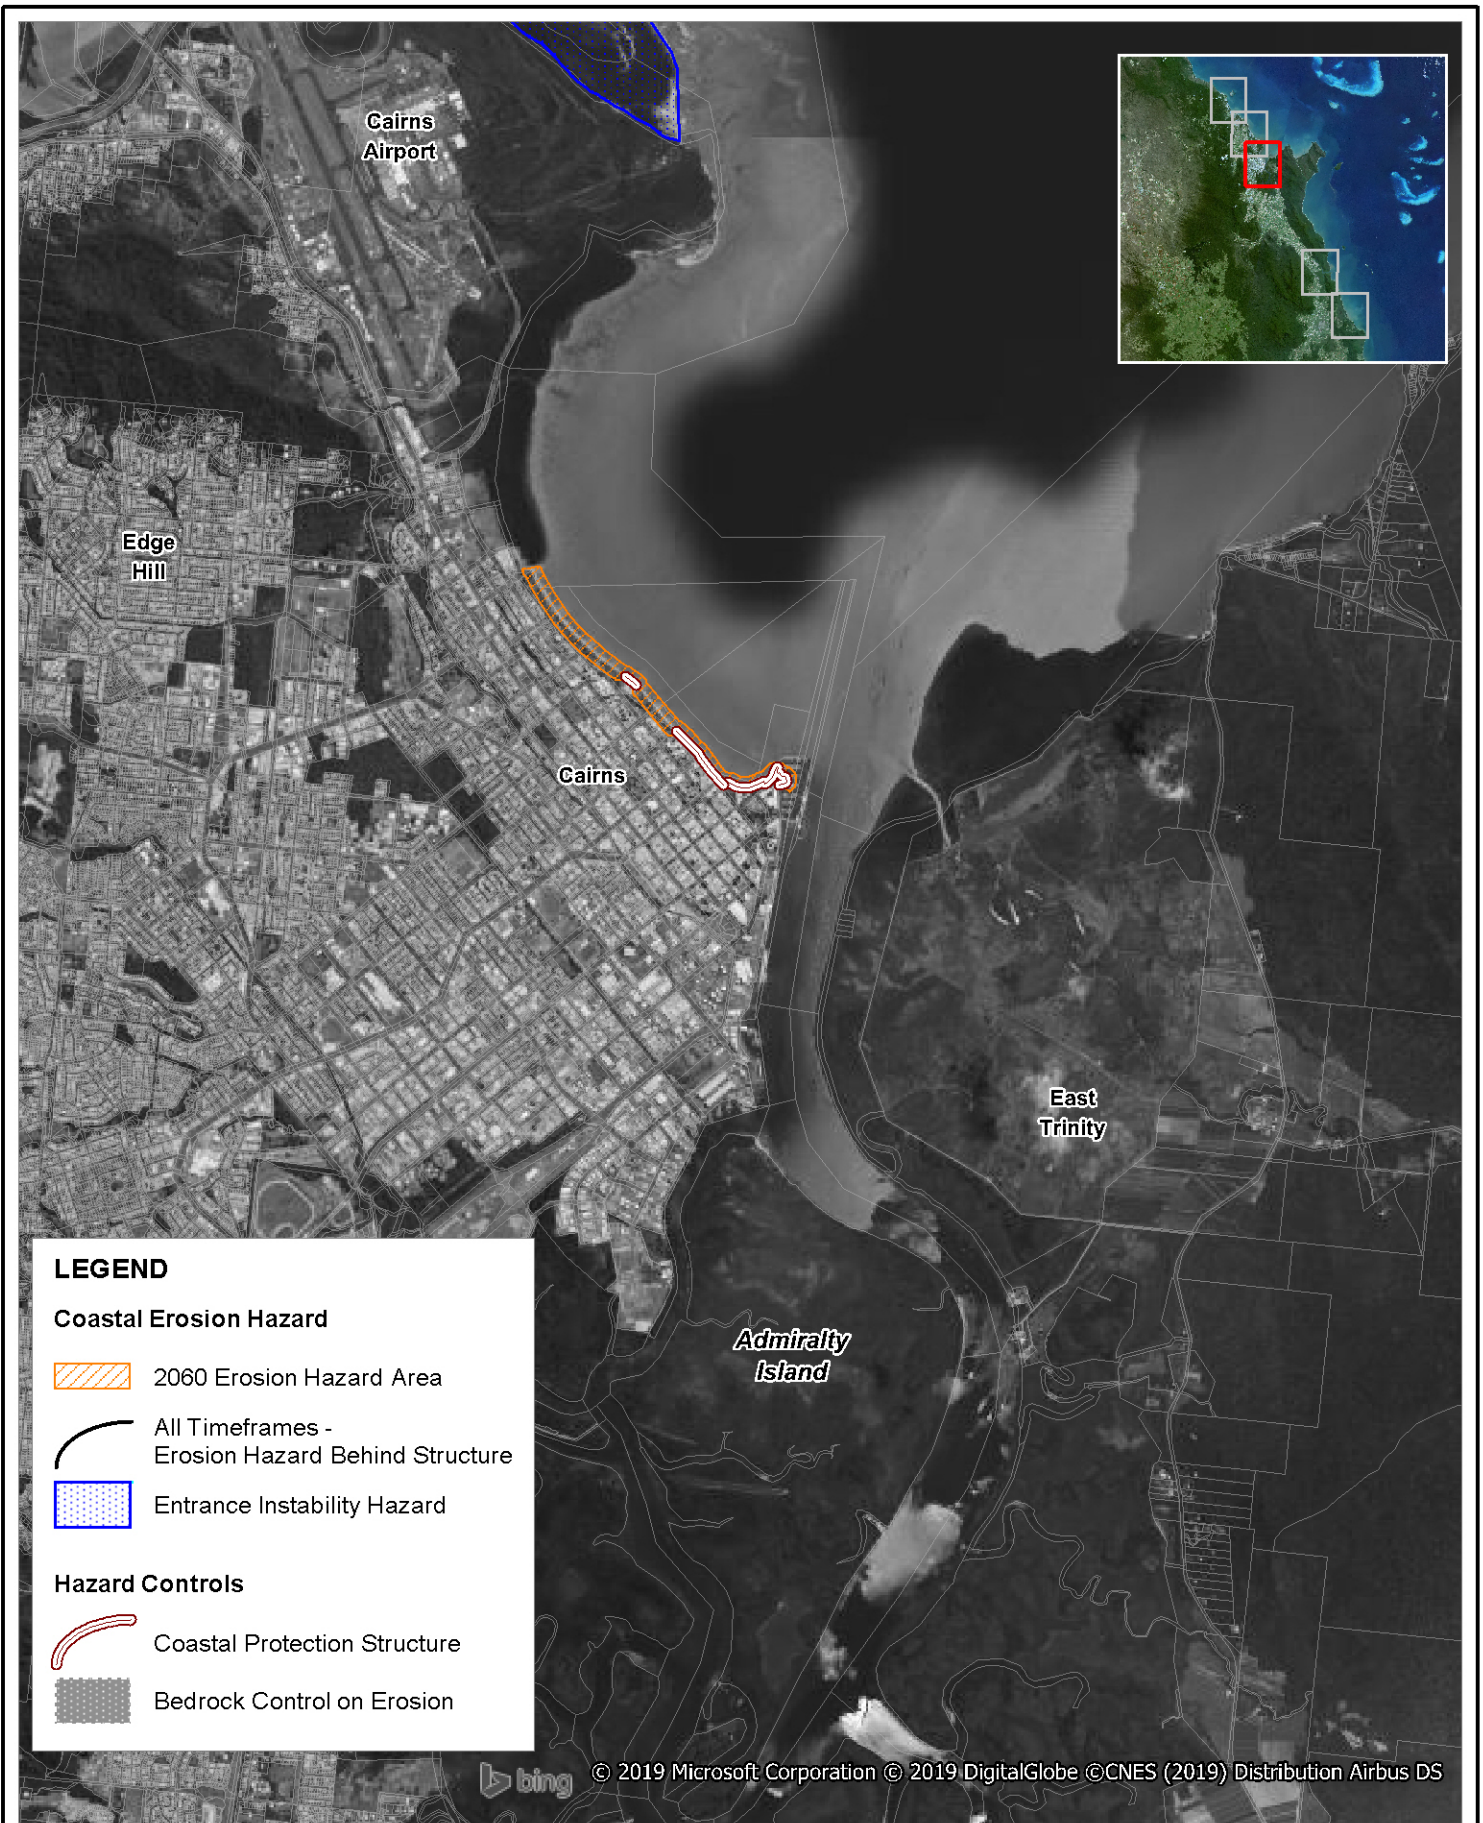 Cairns
Airport
Edge
Hill
Cairns
East
Trinity
Admiralty
Island
LEGEND
Coastal Erosion Hazard
2060 Erosion Hazard Area
All Timeframes -
Erosion Hazard Behind Structure
Entrance Instability Hazard
Hazard Controls
Coastal Protection Structure
Bedrock Control on Erosion
bing
© 2019 Microsoft Corporation © 2019 DigitalGlobe ©CNES (2019) Distribution Airbus DS